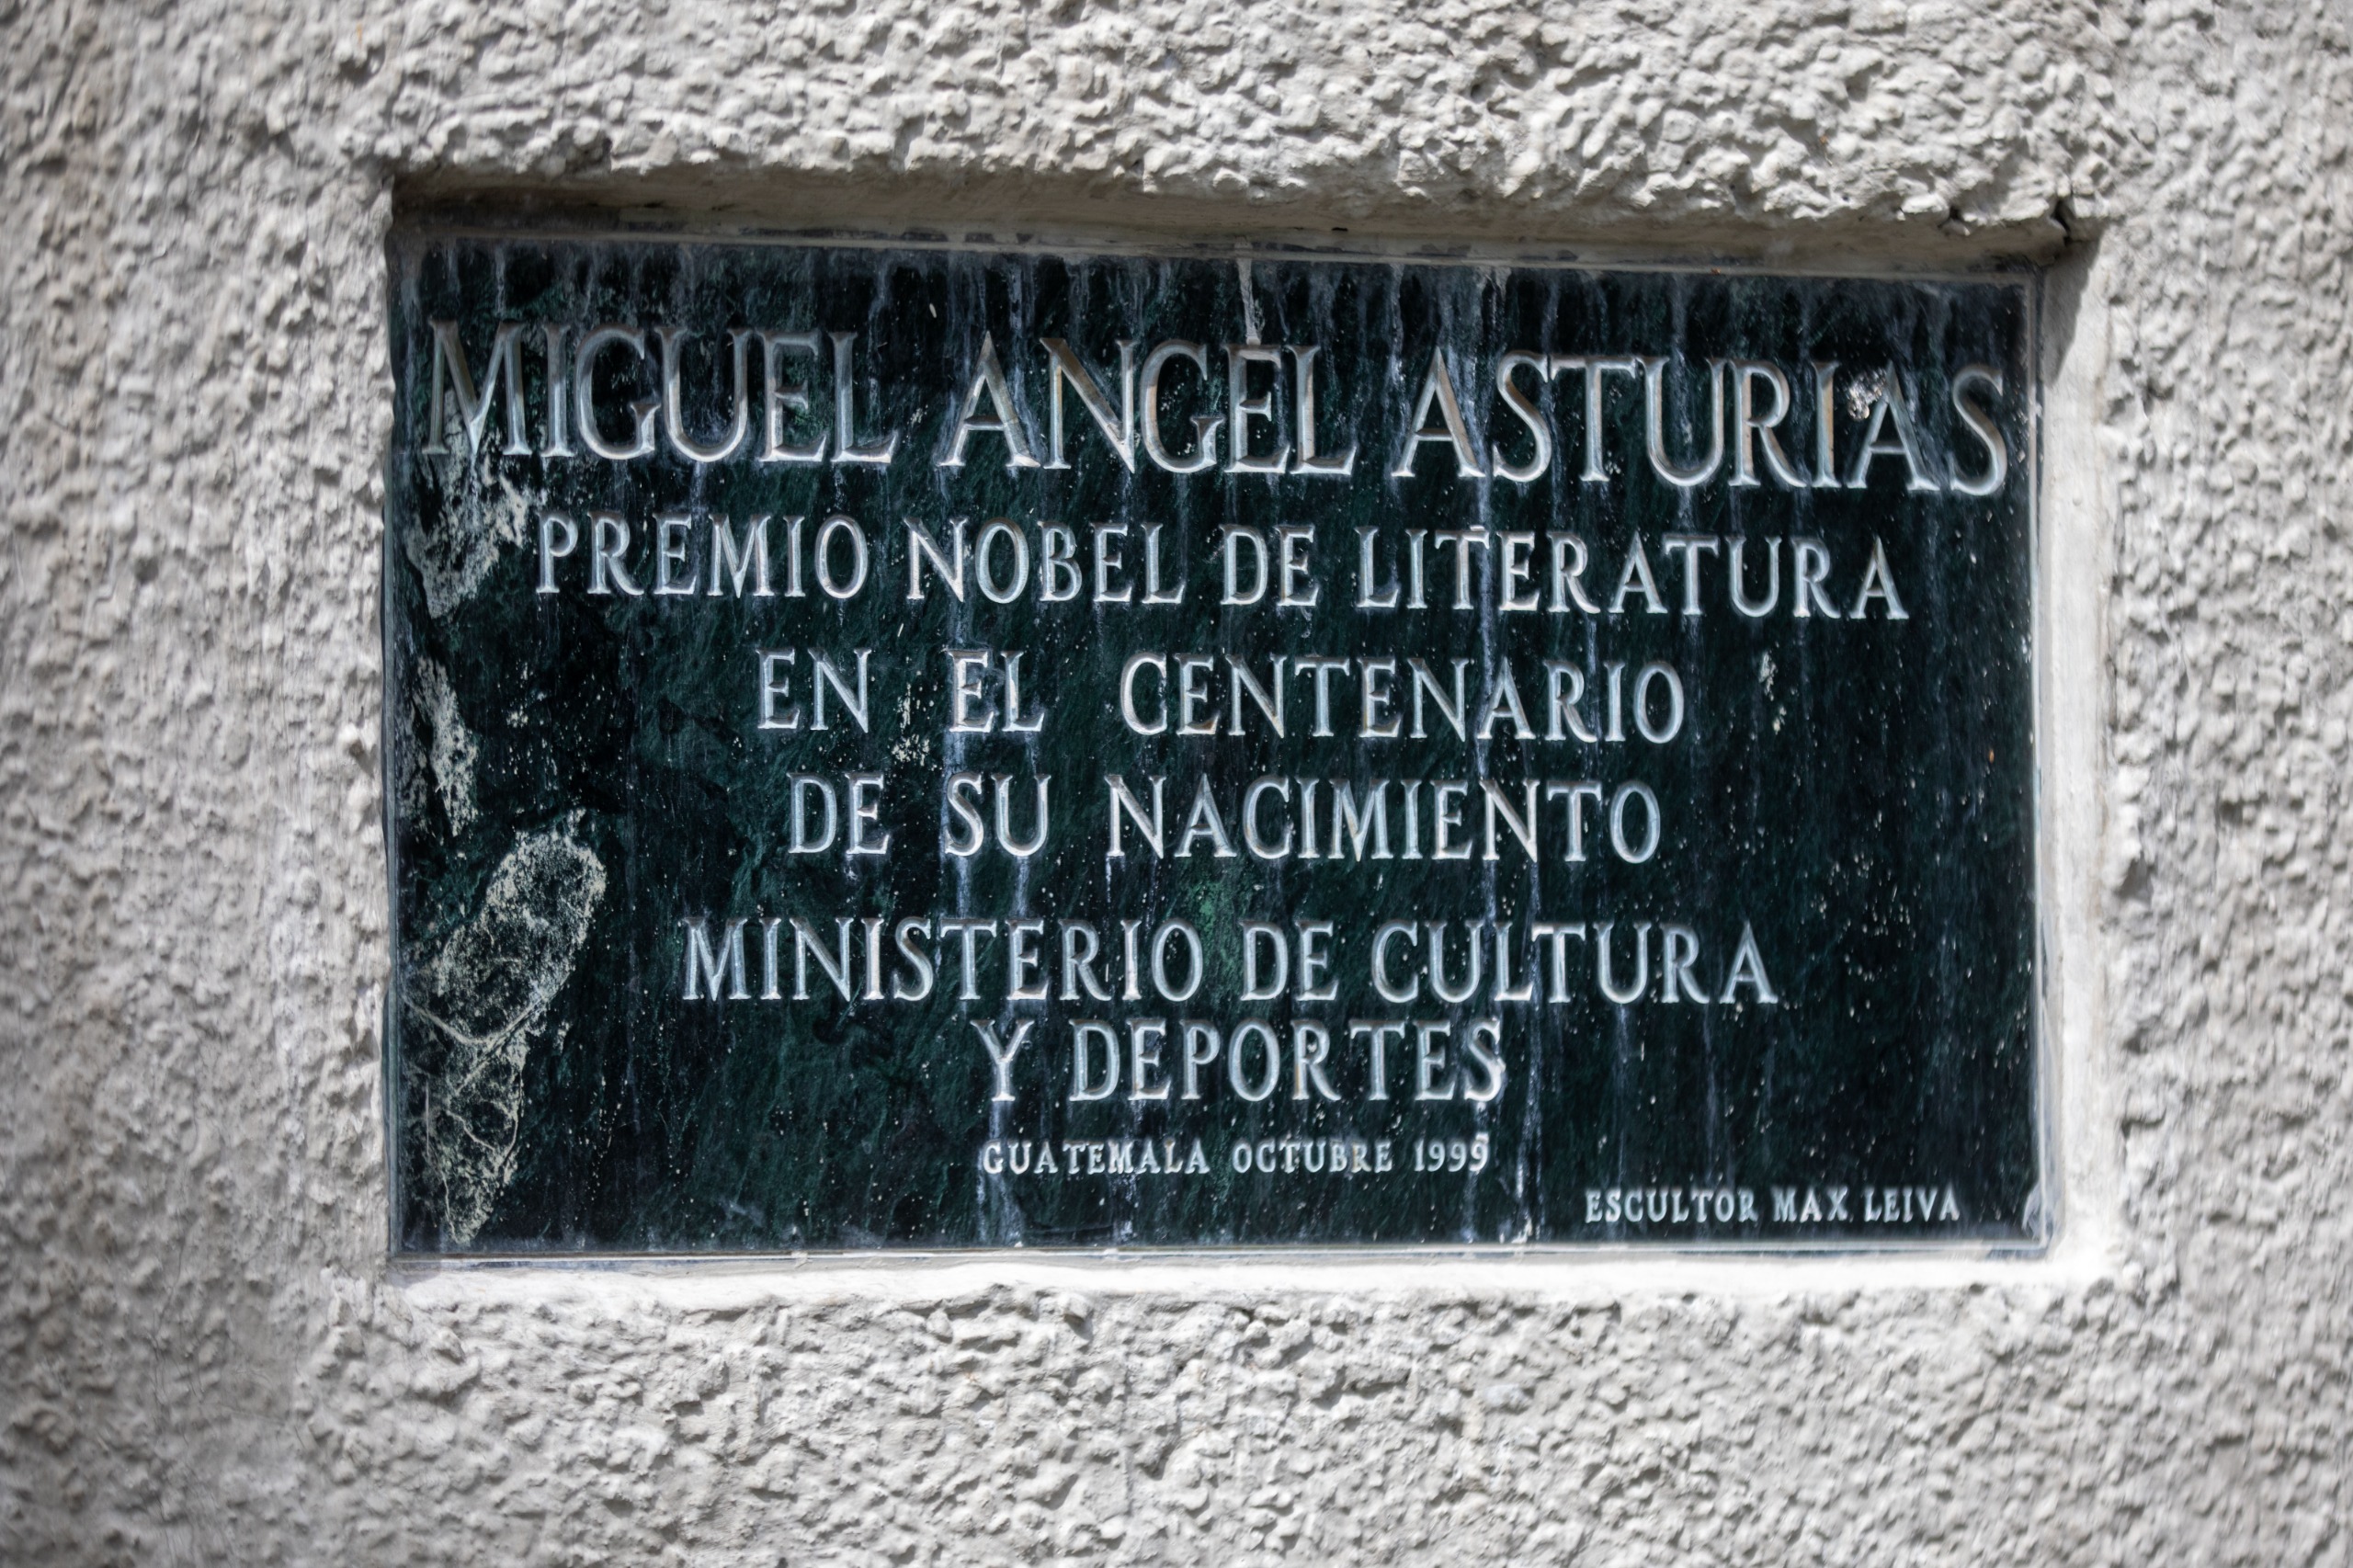 MIGUEL ANGEL ASTURIAS
PREMIO NOBEL DE LITERATURA
EN EL CENTENARIO
DE SU NACIMIENTO
MINISTERIO DE CULTURA
Y DEPORTES
GUATEMALA OCTUBRE 1999
ESCULTOR MAX LEIVA